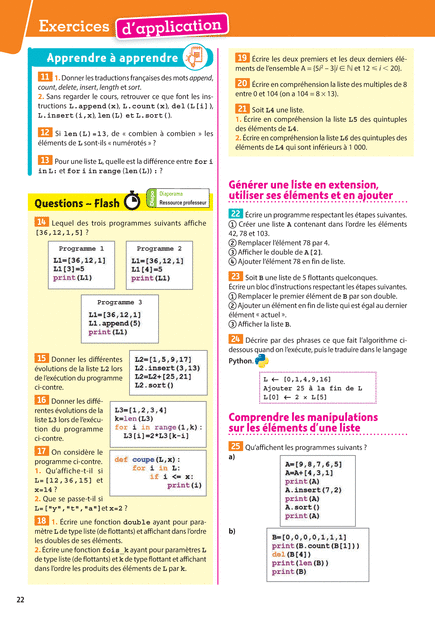 Exercices d'application
Apprendre à apprendre
11 1. Donner les traductions françaises des mots append,
count, delete, insert, length et sort.
2. Sans regarder le cours, retrouver ce que font les ins-
tructions L.append(x), L.count(x), del(L[i]),
L.insert(i,x), len(L) et L.sort().
12 Si len(L)=13, de « combien à combien » les
éléments de L sont-ils « numérotés » ?
13 Pour une liste L, quelle est la différence entre for i
in L: et for i in range(len(L)): ?
Questions – Flash
Diaporama
Ressource professeur
14 Lequel des trois programmes suivants affiche
[36,12,1,5] ?
Programme 1
L1=[36,12,1]
L1[3]=5
print(L1)
Programme 2
L1=[36,12,1]
L1[4]=5
print(L1)
Programme 3
L1=[36,12,1]
L1.append(5)
print(L1)
15 Donner les différentes
évolutions de la liste L2 lors
de l'exécution du programme
ci-contre.
L2=[1,5,9,17]
L2.insert(3,13)
L2=L2+[25,21]
L2.sort()
16 Donner les diffé-
rentes évolutions de la
liste L3 lors de l'exécu-
tion du programme
ci-contre.
L3=[1,2,3,4]
k=len(L3)
for i in range(1,k):
L3[i]=2*L3[k-i]
17 On considère le
programme ci-contre.
1. Qu'affiche-t-il si
L=[12,36,15] et
x=14 ?
2. Que se passe-t-il si
L=["y","t","a"] et x=2 ?
def coupe(L,x):
for i in L:
if i <= x:
print(i)
18 1. Écrire une fonction double ayant pour para-
mètre L de type liste (de flottants) et affichant dans l'ordre
les doubles de ses éléments.
2. Écrire une fonction fois_k ayant pour paramètres L
de type liste (de flottants) et k de type flottant et affichant
dans l'ordre les produits des éléments de L par k.
22
19 Écrire les deux premiers et les deux derniers élé-
ments de l'ensemble A = {5i² – 3|i ∈ ℕ et 12 ⩽ i < 20}.
20 Écrire en compréhension la liste des multiples de 8
entre 0 et 104 (on a 104 = 8 × 13).
21 Soit L4 une liste.
1. Écrire en compréhension la liste L5 des quintuples
des éléments de L4.
2. Écrire en compréhension la liste L6 des quintuples des
éléments de L4 qui sont inférieurs à 1 000.
Générer une liste en extension,
utiliser ses éléments et en ajouter
22 Écrire un programme respectant les étapes suivantes.
① Créer une liste A contenant dans l'ordre les éléments
42, 78 et 103.
② Remplacer l'élément 78 par 4.
③ Afficher le double de A[2].
④ Ajouter l'élément 78 en fin de liste.
23 Soit B une liste de 5 flottants quelconques.
Écrire un bloc d'instructions respectant les étapes suivantes.
① Remplacer le premier élément de B par son double.
② Ajouter un élément en fin de liste qui est égal au dernier
élément « actuel ».
③ Afficher la liste B.
24 Décrire par des phrases ce que fait l'algorithme ci-
dessous quand on l'exécute, puis le traduire dans le langage
Python.
L ← [0,1,4,9,16]
Ajouter 25 à la fin de L
L[0] ← 2 × L[5]
Comprendre les manipulations
sur les éléments d'une liste
25 Qu'affichent les programmes suivants ?
a)
A=[9,8,7,6,5]
A=A+[4,3,1]
print(A)
A.insert(7,2)
print(A)
A.sort()
print(A)
b)
B=[0,0,0,0,1,1,1]
print(B.count(B[1]))
del(B[4])
print(len(B))
print(B)